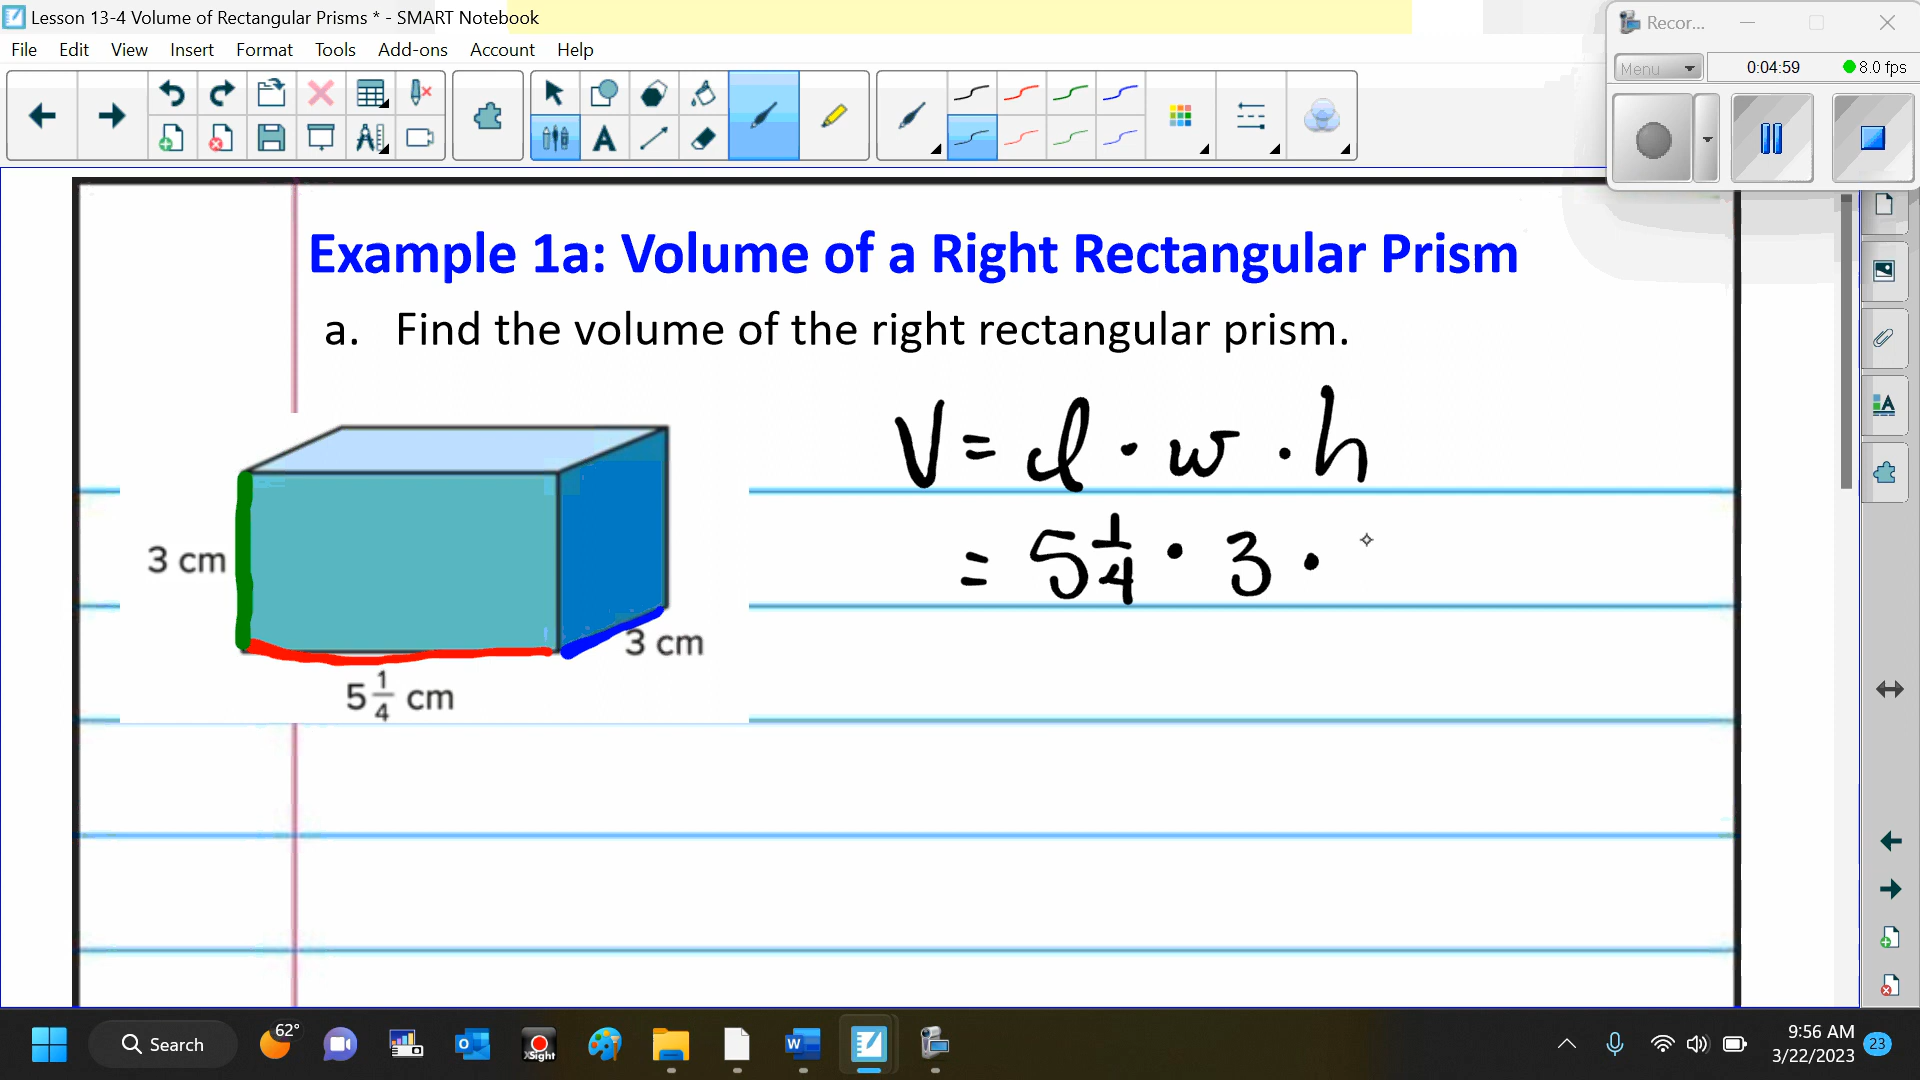 Lesson 13-4 Volume of Rectangular Prisms * - SMART Notebook
Recor...
File Edit View Insert Format Tools Add-ons Account Help
Menu 0:04:59 8.0 fps
Example 1a: Volume of a Right Rectangular Prism
a. Find the volume of the right rectangular prism.
V = l · w · h
= 5 1/4 · 3 ·
3 cm
3 cm
5 1/4 cm
Search
62°
XSight
9:56 AM
3/22/2023
23